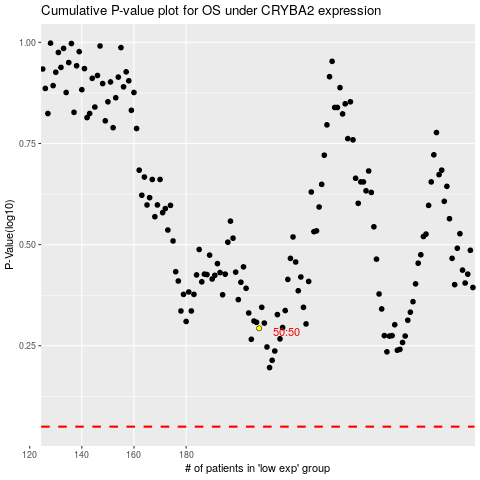 Cumulative P-value plot for OS under CRYBA2 expression
P-Value(log10)
1.00
0.75
0.50
0.25
50:50
120 140 160 180
# of patients in 'low exp' group